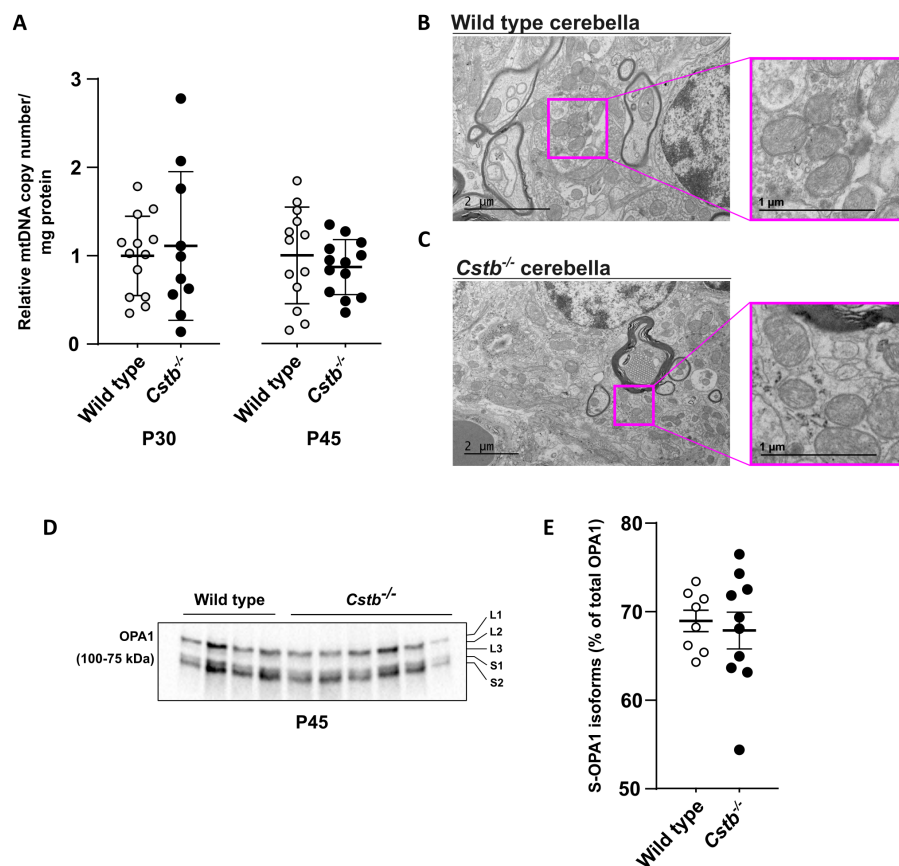 A
Relative mtDNA copy number/
mg protein
3
2
1
0
Wild type
Cstb-/-
Wild type
Cstb-/-
P30
P45
B
Wild type cerebella
2 µm
1 µm
C
Cstb-/- cerebella
2 µm
1 µm
D
Wild type
Cstb-/-
OPA1
(100-75 kDa)
L1
L2
L3
S1
S2
P45
E
S-OPA1 isoforms (% of total OPA1)
80
70
60
50
Wild type
Cstb-/-